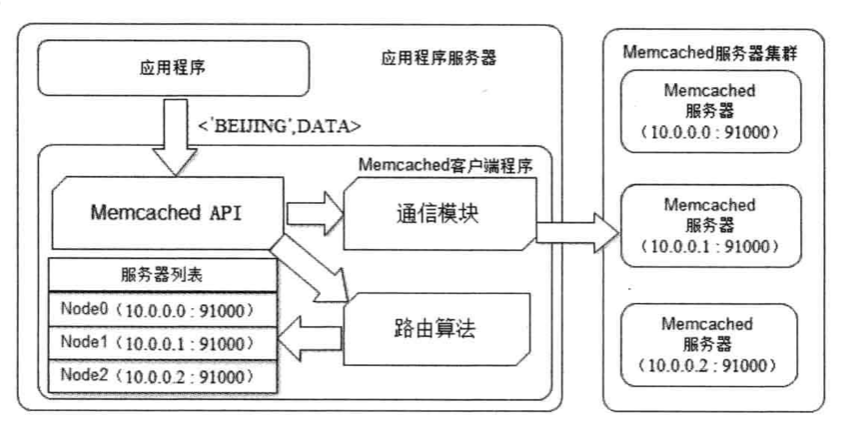 应用程序
应用程序服务器
<'BEIJING',DATA>
Memcached客户端程序
Memcached API
通信模块
服务器列表
Node0（10.0.0.0 : 91000）
Node1（10.0.0.1 : 91000）
Node2（10.0.0.2 : 91000）
路由算法
Memcached服务器集群
Memcached
服务器
（10.0.0.0 : 91000）
Memcached
服务器
（10.0.0.1 : 91000）
Memcached
服务器
（10.0.0.2 : 91000）